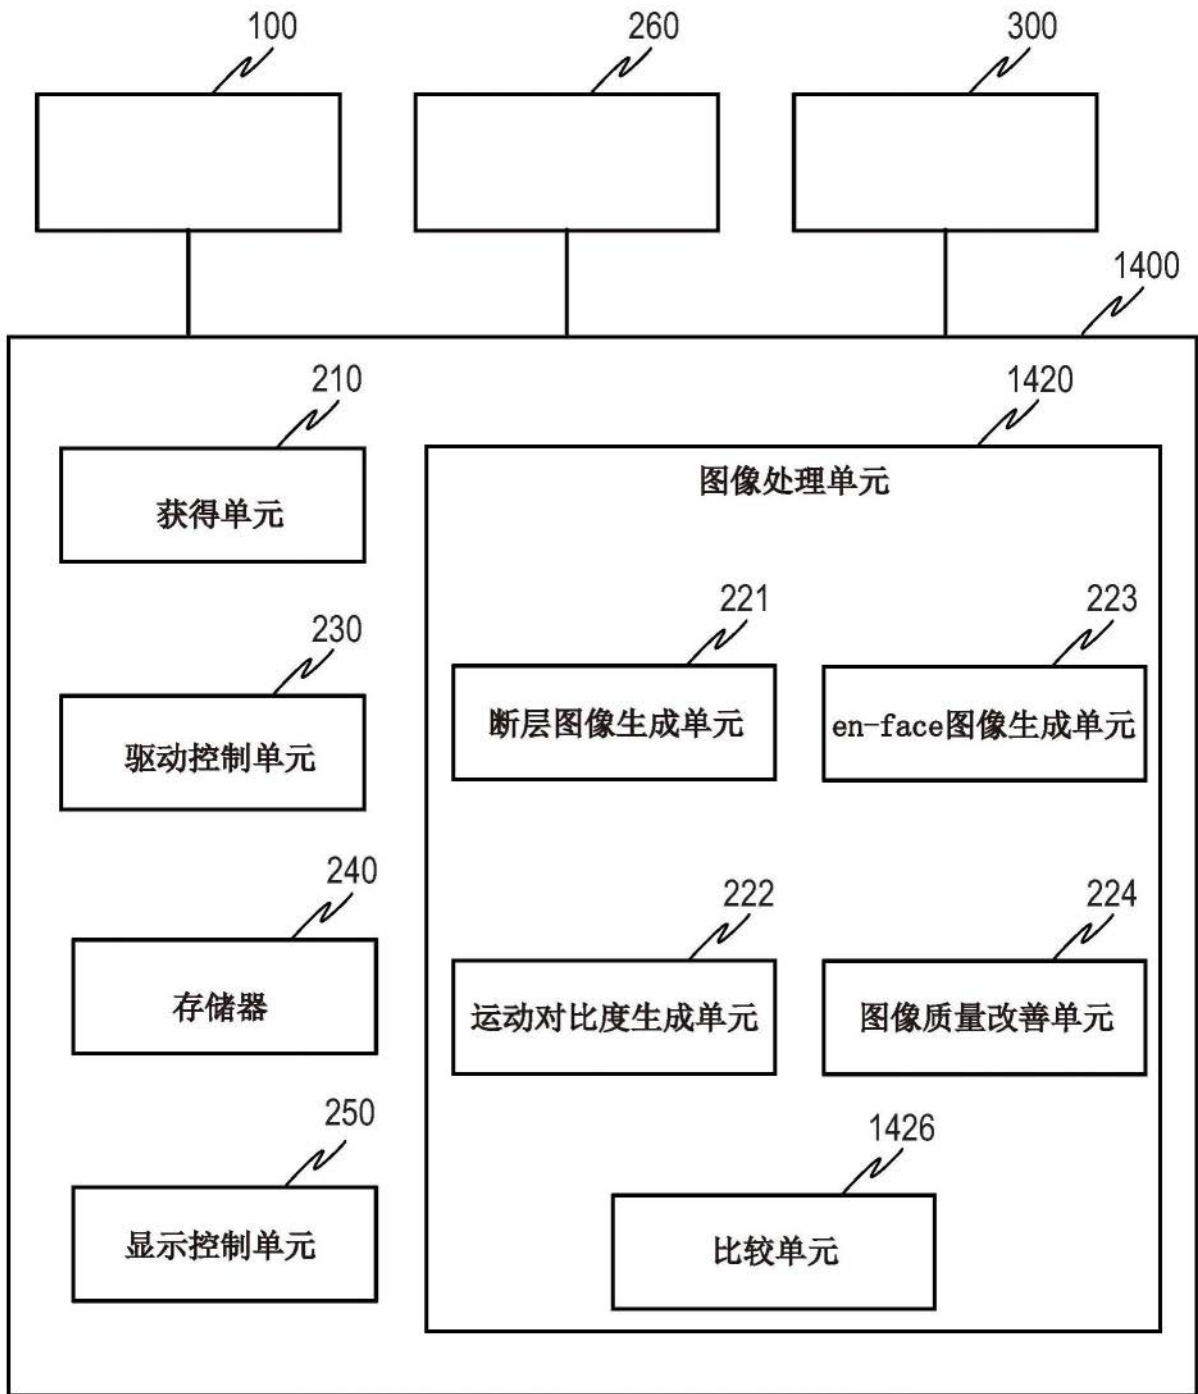 100
260
300
1400
210
1420
获得单元
图像处理单元
230
221
223
驱动控制单元
断层图像生成单元
en-face图像生成单元
240
222
224
存储器
运动对比度生成单元
图像质量改善单元
250
1426
显示控制单元
比较单元